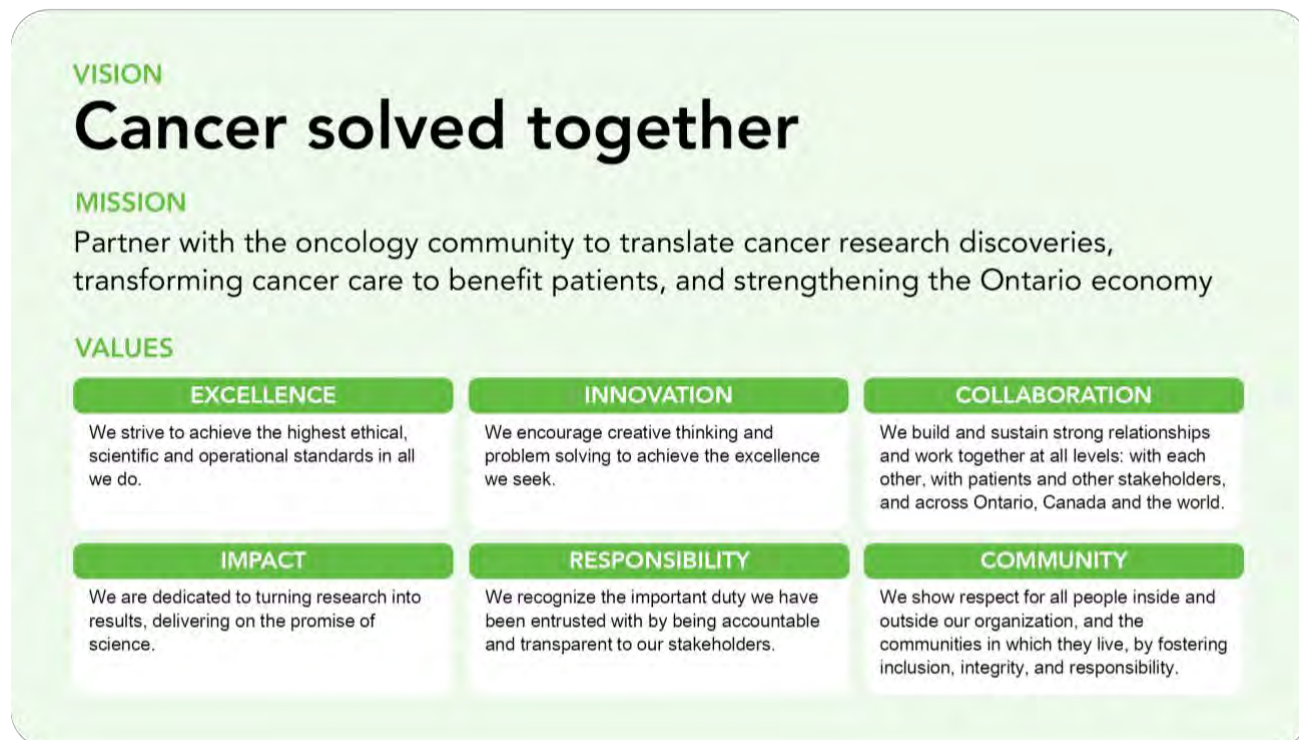 VISION
Cancer solved together
MISSION
Partner with the oncology community to translate cancer research discoveries,
transforming cancer care to benefit patients, and strengthening the Ontario economy
VALUES
EXCELLENCE
We strive to achieve the highest ethical,
scientific and operational standards in all
we do.
INNOVATION
We encourage creative thinking and
problem solving to achieve the excellence
we seek.
COLLABORATION
We build and sustain strong relationships
and work together at all levels: with each
other, with patients and other stakeholders,
and across Ontario, Canada and the world.
IMPACT
We are dedicated to turning research into
results, delivering on the promise of
science.
RESPONSIBILITY
We recognize the important duty we have
been entrusted with by being accountable
and transparent to our stakeholders.
COMMUNITY
We show respect for all people inside and
outside our organization, and the
communities in which they live, by fostering
inclusion, integrity, and responsibility.